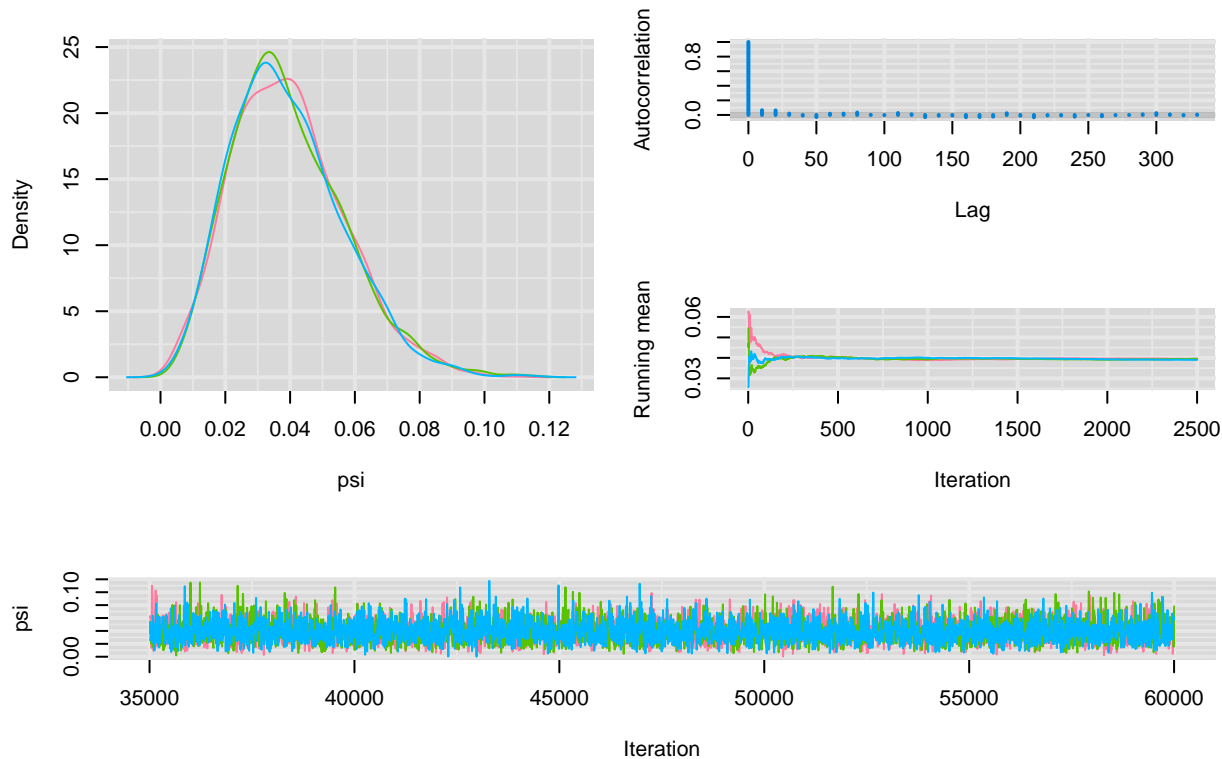 25
20
15
10
5
0
Density
0.00 0.02 0.04 0.06 0.08 0.10 0.12
psi
0.8
0.0
Autocorrelation
0 50 100 150 200 250 300
Lag
0.06
0.03
Running mean
0 500 1000 1500 2000 2500
Iteration
0.10
0.00
psi
35000 40000 45000 50000 55000 60000
Iteration